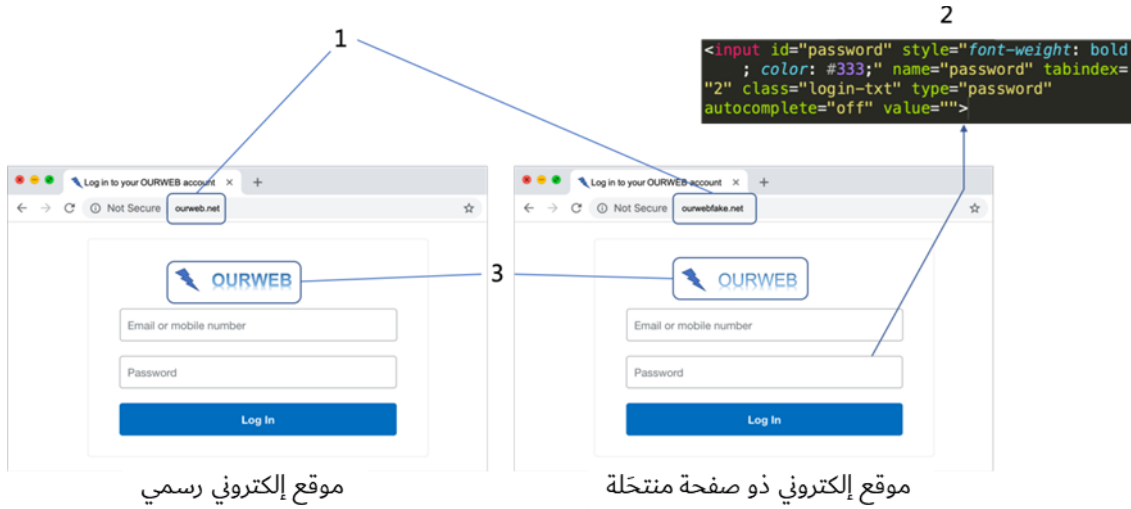 1
2
<input id="password" style="font-weight: bold
; color: #333;" name="password" tabindex=
"2" class="login-txt" type="password"
autocomplete="off" value="">
Log in to your OURWEB account × +
Not Secure ourweb.net
OURWEB
Email or mobile number
Password
Log In
موقع إلكتروني رسمي
3
Log in to your OURWEB account × +
Not Secure ourwebfake.net
OURWEB
Email or mobile number
Password
Log In
موقع إلكتروني ذو صفحة منتحَلة